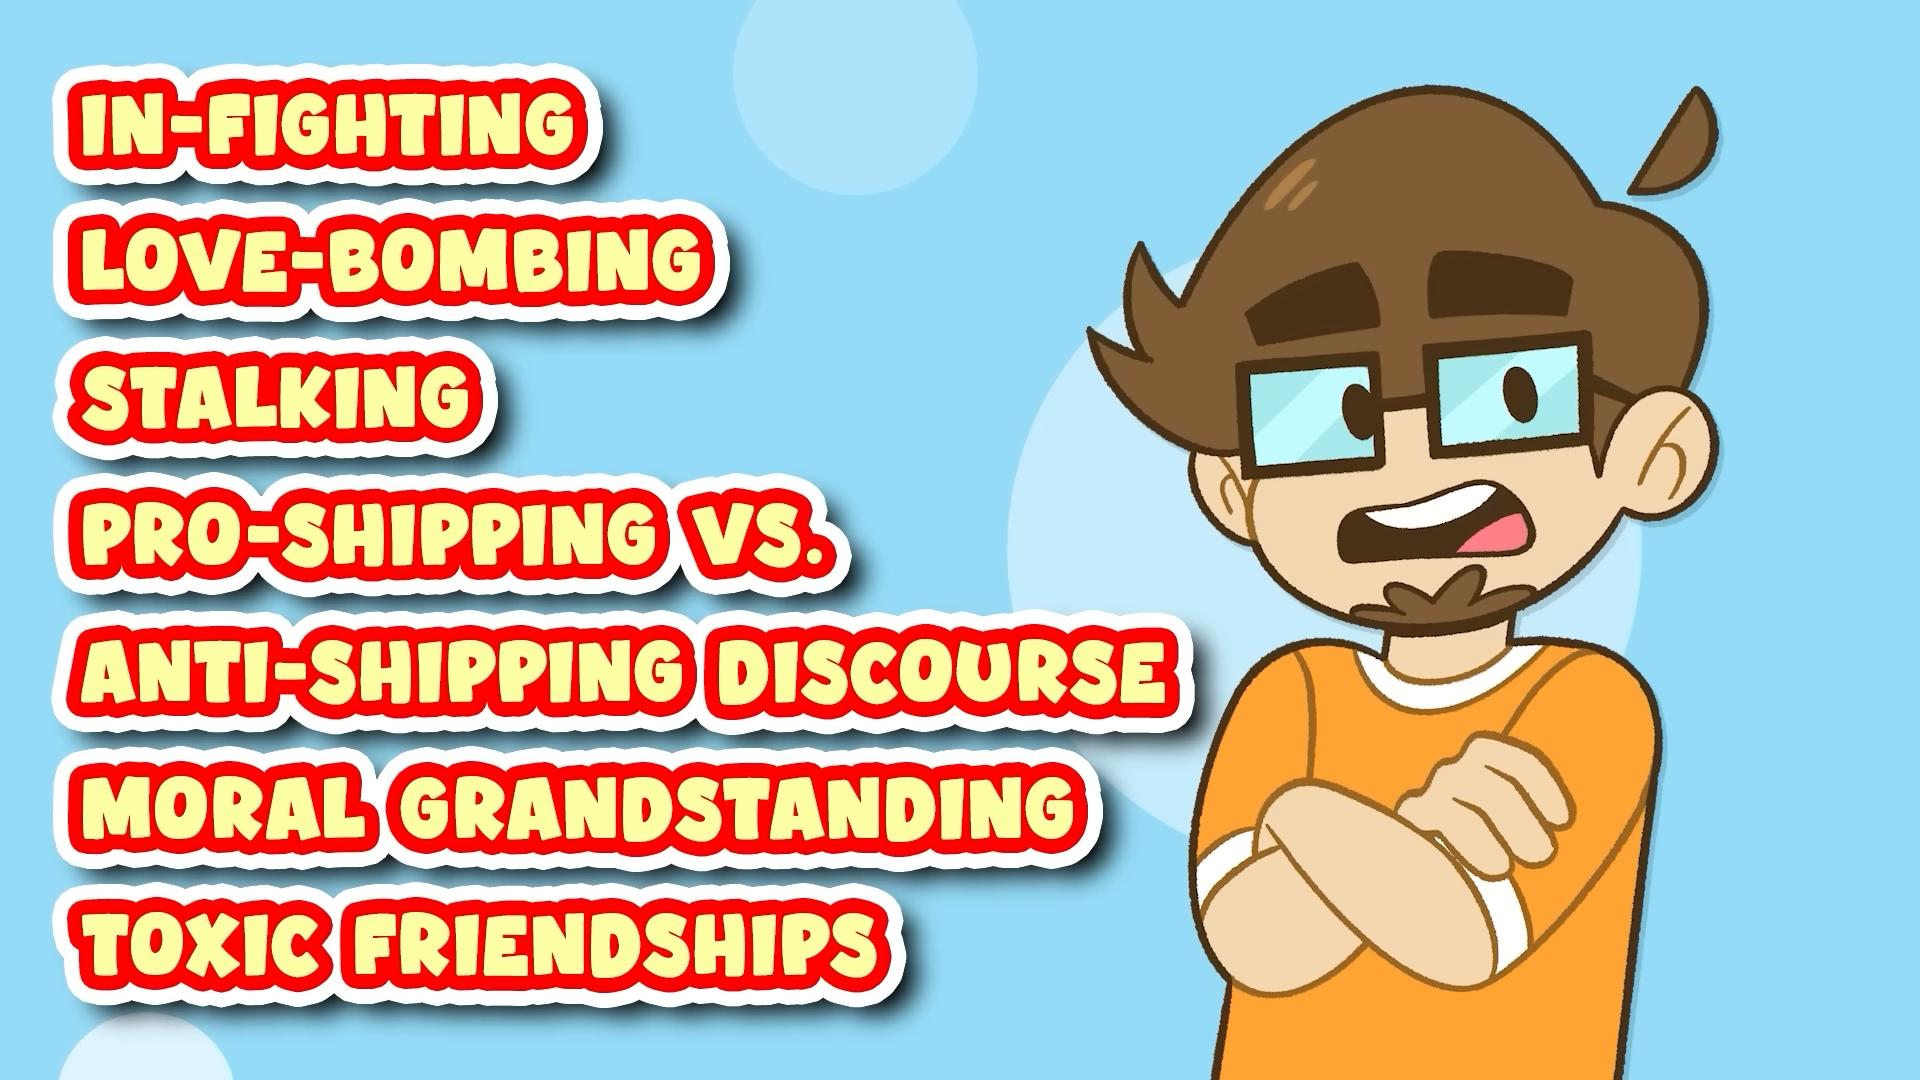 IN-FIGHTING
LOVE-BOMBING
STALKING
PRO-SHIPPING VS.
ANTI-SHIPPING DISCOURSE
MORAL GRANDSTANDING
TOXIC FRIENDSHIPS